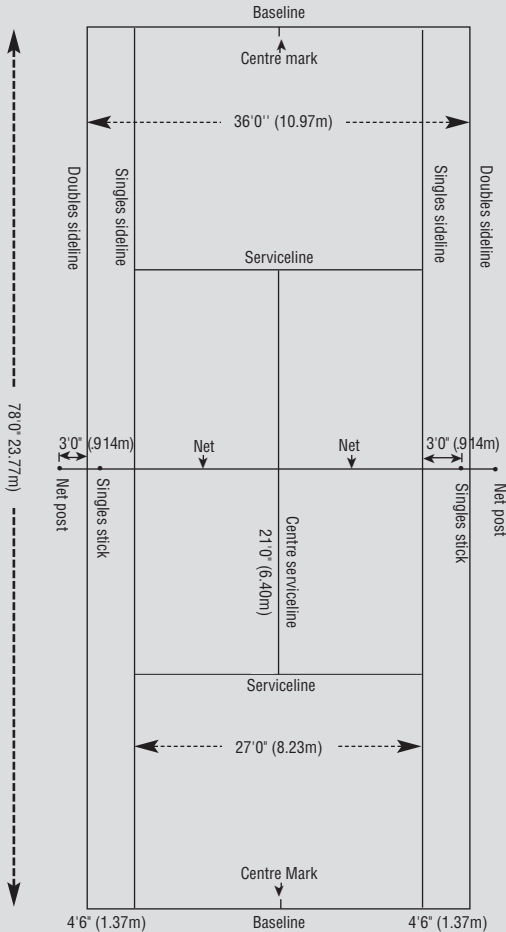 Baseline
Centre mark
36'0'' (10.97m)
Doubles sideline
Singles sideline
Singles sideline
Doubles sideline
Serviceline
78'0" 23.77m)
3'0" (.914m)
Net
Net
3'0" (.914m)
Net post
Singles stick
Singles stick
Net post
Centre serviceline
21'0" (6.40m)
Serviceline
27'0" (8.23m)
Centre Mark
4'6" (1.37m)
Baseline
4'6" (1.37m)